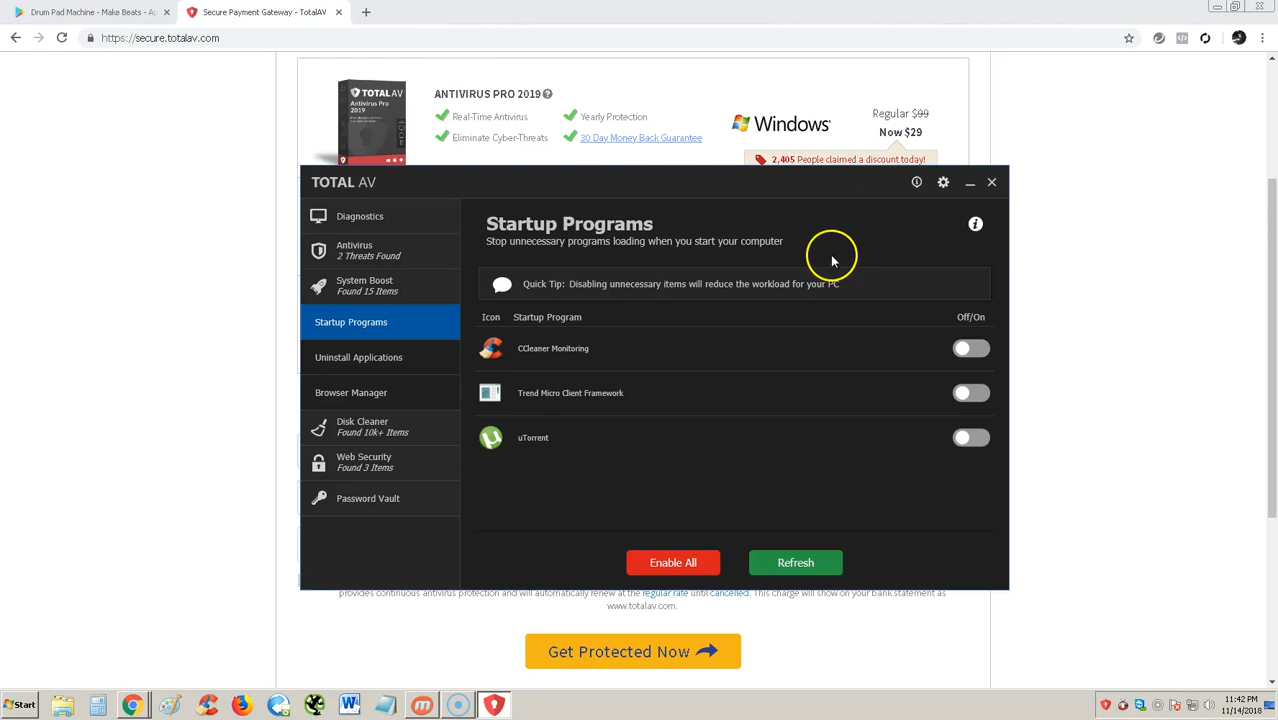 Drum Pad Machine - Make Beats - Ap
Secure Payment Gateway - TotalAV
https://secure.totalav.com
TOTAL AV
Antivirus Pro
2019
ANTIVIRUS PRO 2019
Real-Time Antivirus
Yearly Protection
Eliminate Cyber-Threats
30 Day Money Back Guarantee
Windows
Regular $99
Now $29
2,405 People claimed a discount today!
TOTAL AV
Diagnostics
Antivirus
2 Threats Found
System Boost
Found 15 Items
Startup Programs
Uninstall Applications
Browser Manager
Disk Cleaner
Found 10k+ Items
Web Security
Found 3 Items
Password Vault
Startup Programs
Stop unnecessary programs loading when you start your computer
Quick Tip: Disabling unnecessary items will reduce the workload for your PC
Icon Startup Program Off/On
CCleaner Monitoring
Trend Micro Client Framework
uTorrent
Enable All
Refresh
provides continuous antivirus protection and will automatically renew at the regular rate until cancelled. This charge will show on your bank statement as
www.totalav.com.
Get Protected Now
Start
11:42 PM
11/14/2018